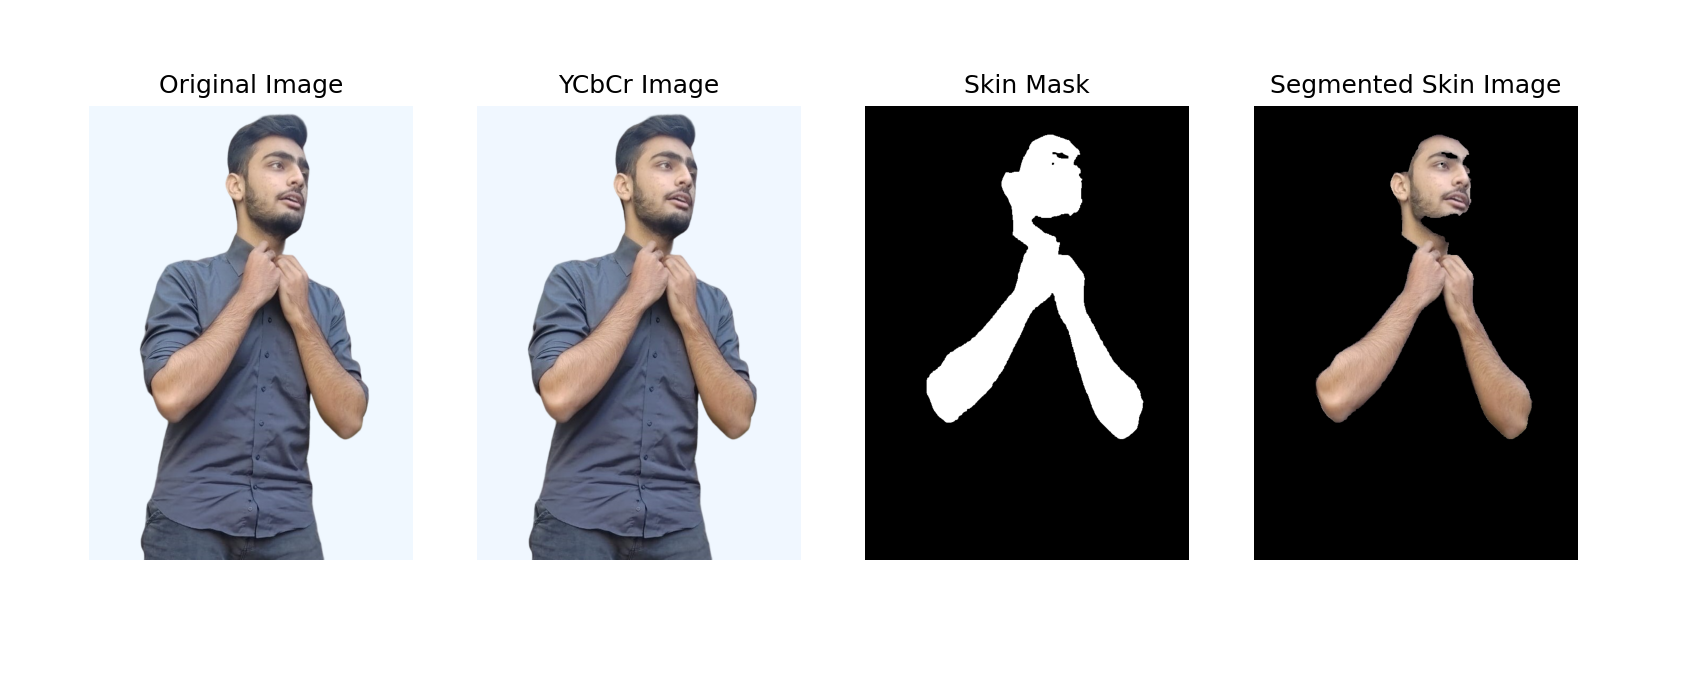 Original Image
YCbCr Image
Skin Mask
Segmented Skin Image